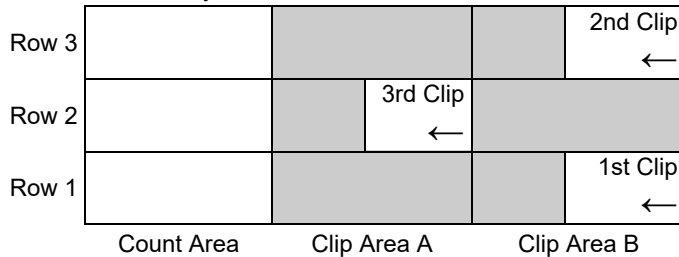 2nd Clip
Row 3
←
3rd Clip
Row 2
←
1st Clip
Row 1
←
Count Area Clip Area A Clip Area B